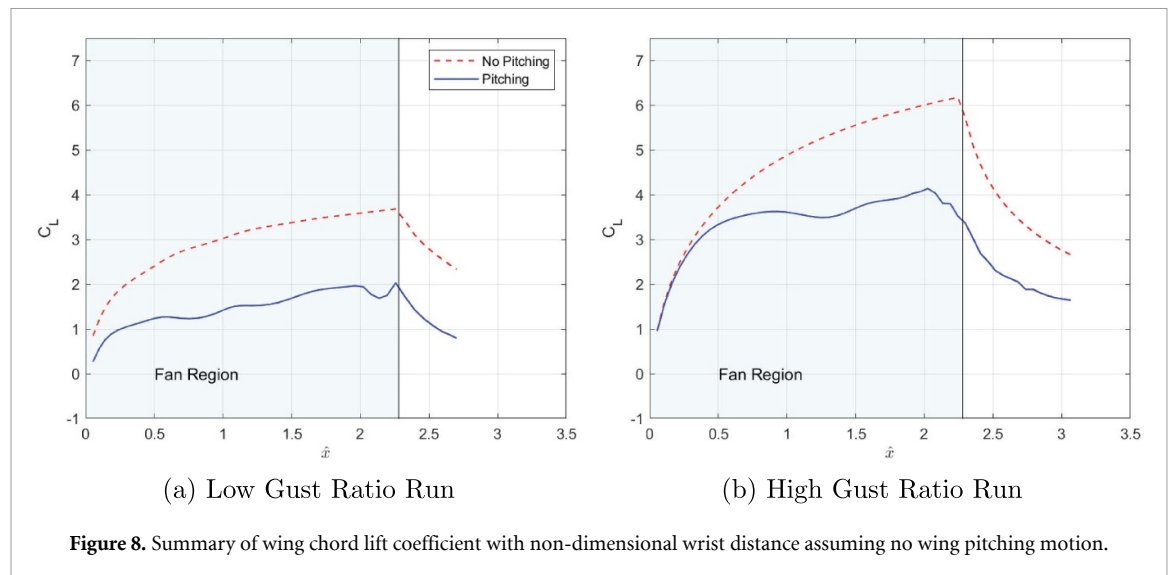 7
6
5
4
3
2
1
0
-1
C_L
No Pitching
Pitching
Fan Region
0 0.5 1 1.5 2 2.5 3 3.5
x̂
(a) Low Gust Ratio Run
7
6
5
4
3
2
1
0
-1
C_L
Fan Region
0 0.5 1 1.5 2 2.5 3 3.5
x̂
(b) High Gust Ratio Run
Figure 8. Summary of wing chord lift coefficient with non-dimensional wrist distance assuming no wing pitching motion.